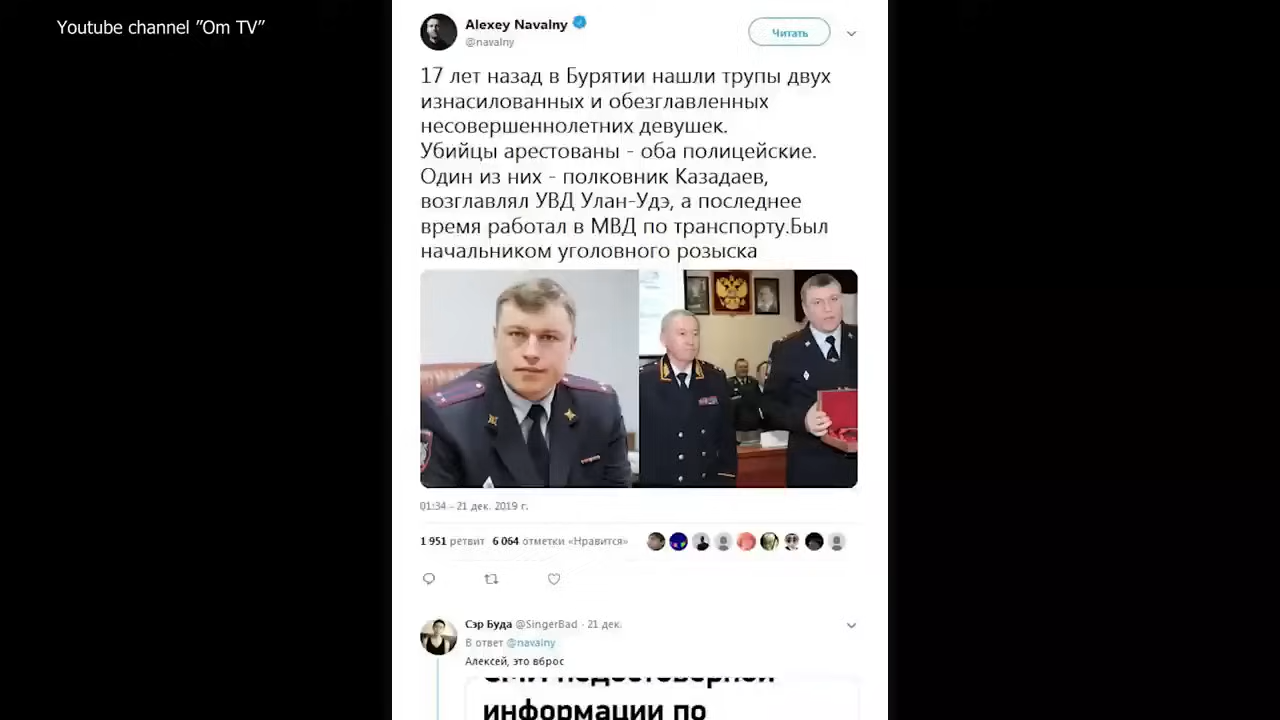 Youtube channel ”Om TV”
Alexey Navalny
@navalny
Читать
17 лет назад в Бурятии нашли трупы двух
изнасилованных и обезглавленных
несовершеннолетних девушек.
Убийцы арестованы - оба полицейские.
Один из них - полковник Казадаев,
возглавлял УВД Улан-Удэ, а последнее
время работал в МВД по транспорту.Был
начальником уголовного розыска
01:34 - 21 дек. 2019 г.
1 951 ретвит 6 064 отметки «Нравится»
Сэр Буда @SingerBad · 21 дек.
В ответ @navalny
Алексей, это вброс
СМИ недостоверной
информации по